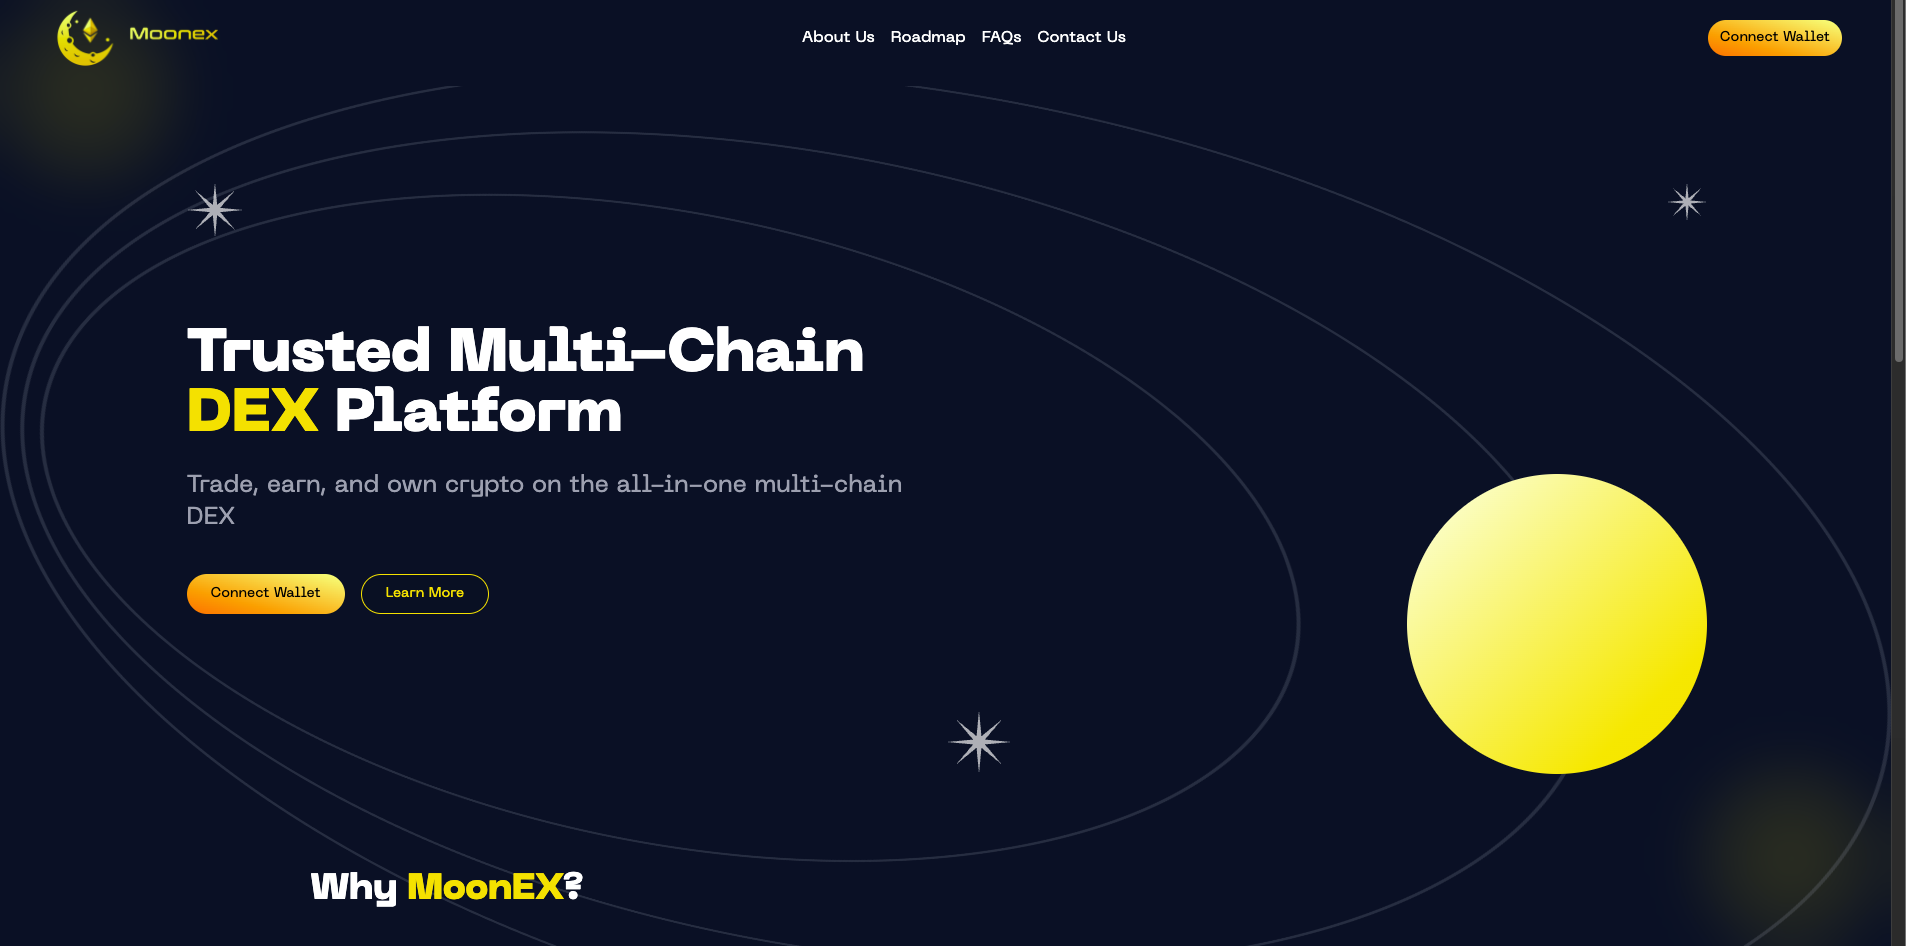 Moonex
About Us Roadmap FAQs Contact Us
Connect Wallet
Trusted Multi-Chain
DEX Platform
Trade, earn, and own crypto on the all-in-one multi-chain
DEX
Connect Wallet
Learn More
Why MoonEX?